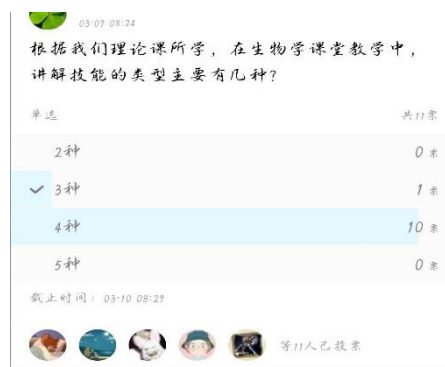 03-09 08:24
根据我们理论课所学，在生物学课堂教学中，
讲解技能的类型主要有几种？
单选 共11票
2种 0 票
3种 1 票
4种 10 票
5种 0 票
截止时间：03-10 08:29
等11人已投票